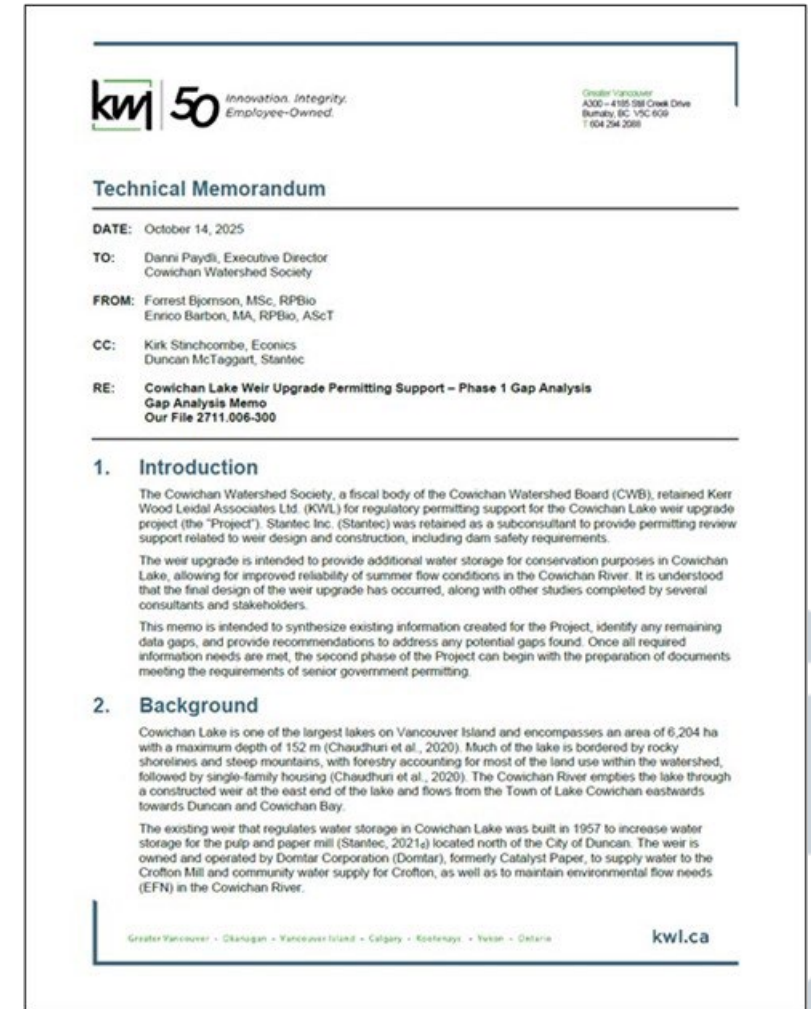 kwl 50 Innovation. Integrity.
Employee-Owned.
Greater Vancouver
A300 – 4185 Still Creek Drive
Burnaby, BC V5C 6G9
T 604 294 2088
Technical Memorandum
DATE: October 14, 2025
TO: Danni Paydli, Executive Director
Cowichan Watershed Society
FROM: Forrest Bjornson, MSc, RPBio
Enrico Barbon, MA, RPBio, AScT
CC: Kirk Stinchcombe, Econics
Duncan McTaggart, Stantec
RE: Cowichan Lake Weir Upgrade Permitting Support – Phase 1 Gap Analysis
Gap Analysis Memo
Our File 2711.006-300
1. Introduction
The Cowichan Watershed Society, a fiscal body of the Cowichan Watershed Board (CWB), retained Kerr
Wood Leidal Associates Ltd. (KWL) for regulatory permitting support for the Cowichan Lake weir upgrade
project (the "Project"). Stantec Inc. (Stantec) was retained as a subconsultant to provide permitting review
support related to weir design and construction, including dam safety requirements.
The weir upgrade is intended to provide additional water storage for conservation purposes in Cowichan
Lake, allowing for improved reliability of summer flow conditions in the Cowichan River. It is understood
that the final design of the weir upgrade has occurred, along with other studies completed by several
consultants and stakeholders.
This memo is intended to synthesize existing information created for the Project, identify any remaining
data gaps, and provide recommendations to address any potential gaps found. Once all required
information needs are met, the second phase of the Project can begin with the preparation of documents
meeting the requirements of senior government permitting.
2. Background
Cowichan Lake is one of the largest lakes on Vancouver Island and encompasses an area of 6,204 ha
with a maximum depth of 152 m (Chaudhuri et al., 2020). Much of the lake is bordered by rocky
shorelines and steep mountains, with forestry accounting for most of the land use within the watershed,
followed by single-family housing (Chaudhuri et al., 2020). The Cowichan River empties the lake through
a constructed weir at the east end of the lake and flows from the Town of Lake Cowichan eastwards
towards Duncan and Cowichan Bay.
The existing weir that regulates water storage in Cowichan Lake was built in 1957 to increase water
storage for the pulp and paper mill (Stantec, 2021d) located north of the City of Duncan. The weir is
owned and operated by Domtar Corporation (Domtar), formerly Catalyst Paper, to supply water to the
Crofton Mill and community water supply for Crofton, as well as to maintain environmental flow needs
(EFN) in the Cowichan River.
Greater Vancouver • Okanagan • Vancouver Island • Calgary • Kootenays • Yukon • Ontario
kwl.ca